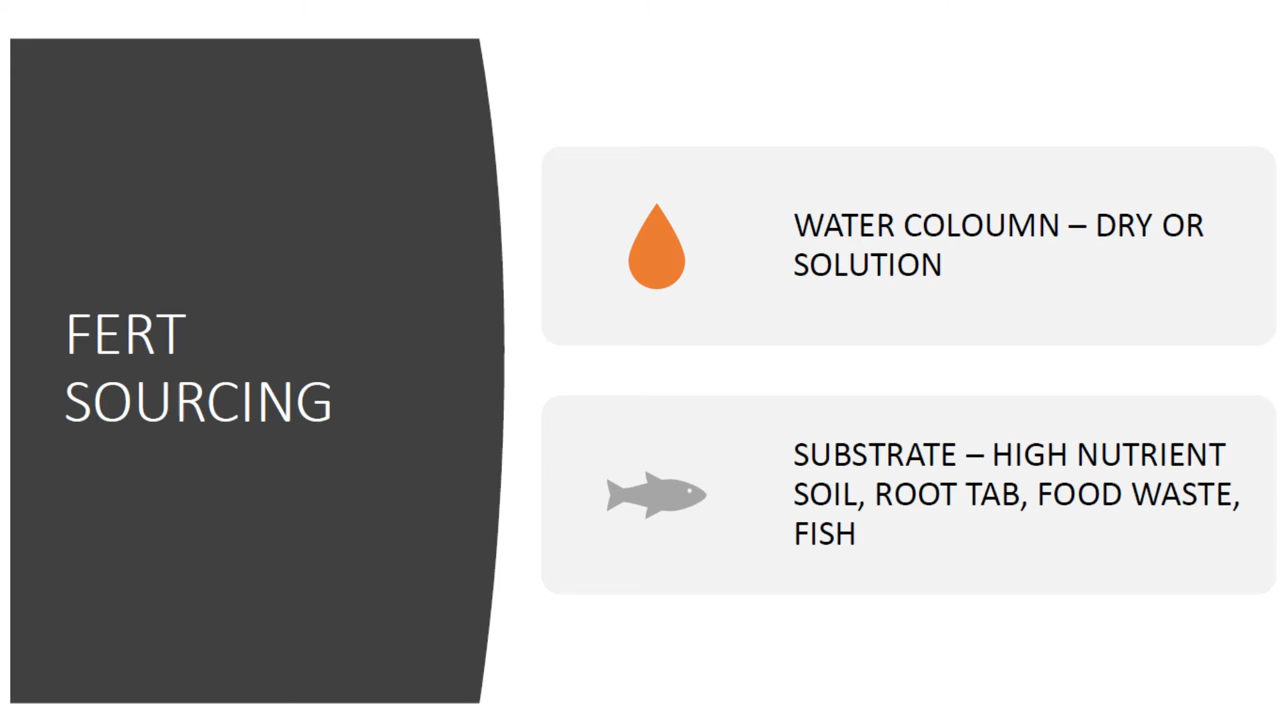 FERT
SOURCING
WATER COLOUMN – DRY OR
SOLUTION
SUBSTRATE – HIGH NUTRIENT
SOIL, ROOT TAB, FOOD WASTE,
FISH